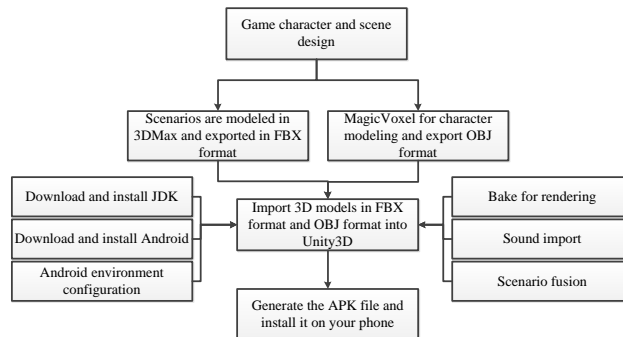 Game character and scene
design
Scenarios are modeled in
3DMax and exported in FBX
format
MagicVoxel for character
modeling and export OBJ
format
Download and install JDK
Download and install Android
Android environment
configuration
Import 3D models in FBX
format and OBJ format into
Unity3D
Bake for rendering
Sound import
Scenario fusion
Generate the APK file and
install it on your phone